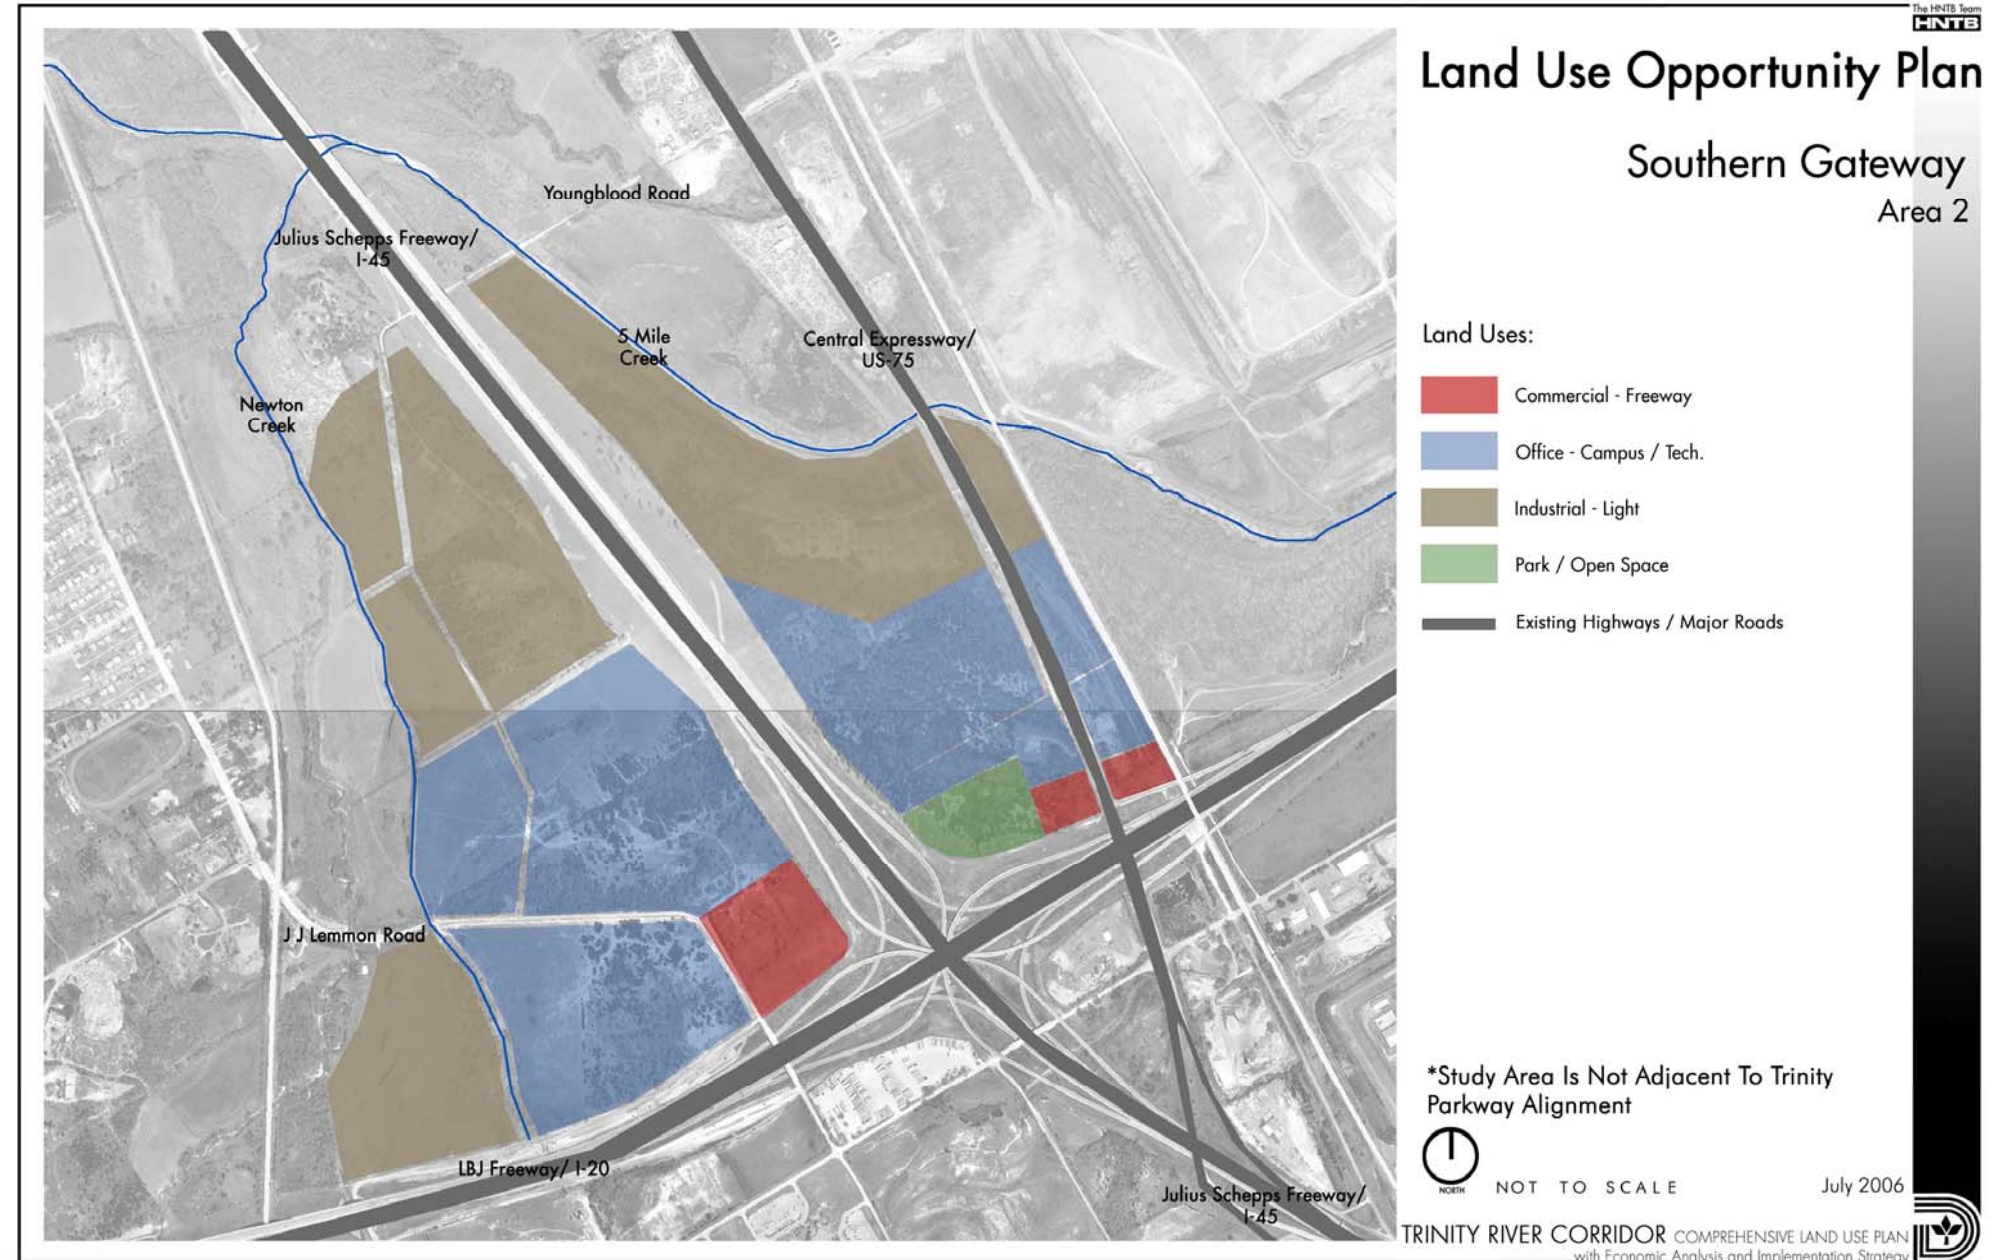 The HNTB Team
HNTB
Land Use Opportunity Plan
Southern Gateway
Area 2
Youngblood Road
Julius Schepps Freeway/
I-45
5 Mile
Creek
Central Expressway/
US-75
Newton
Creek
J J Lemmon Road
LBJ Freeway/ I-20
Julius Schepps Freeway/
I-45
Land Uses:
Commercial - Freeway
Office - Campus / Tech.
Industrial - Light
Park / Open Space
Existing Highways / Major Roads
*Study Area Is Not Adjacent To Trinity
Parkway Alignment
NORTH
NOT TO SCALE
July 2006
TRINITY RIVER CORRIDOR COMPREHENSIVE LAND USE PLAN
with Economic Analysis and Implementation Strategy